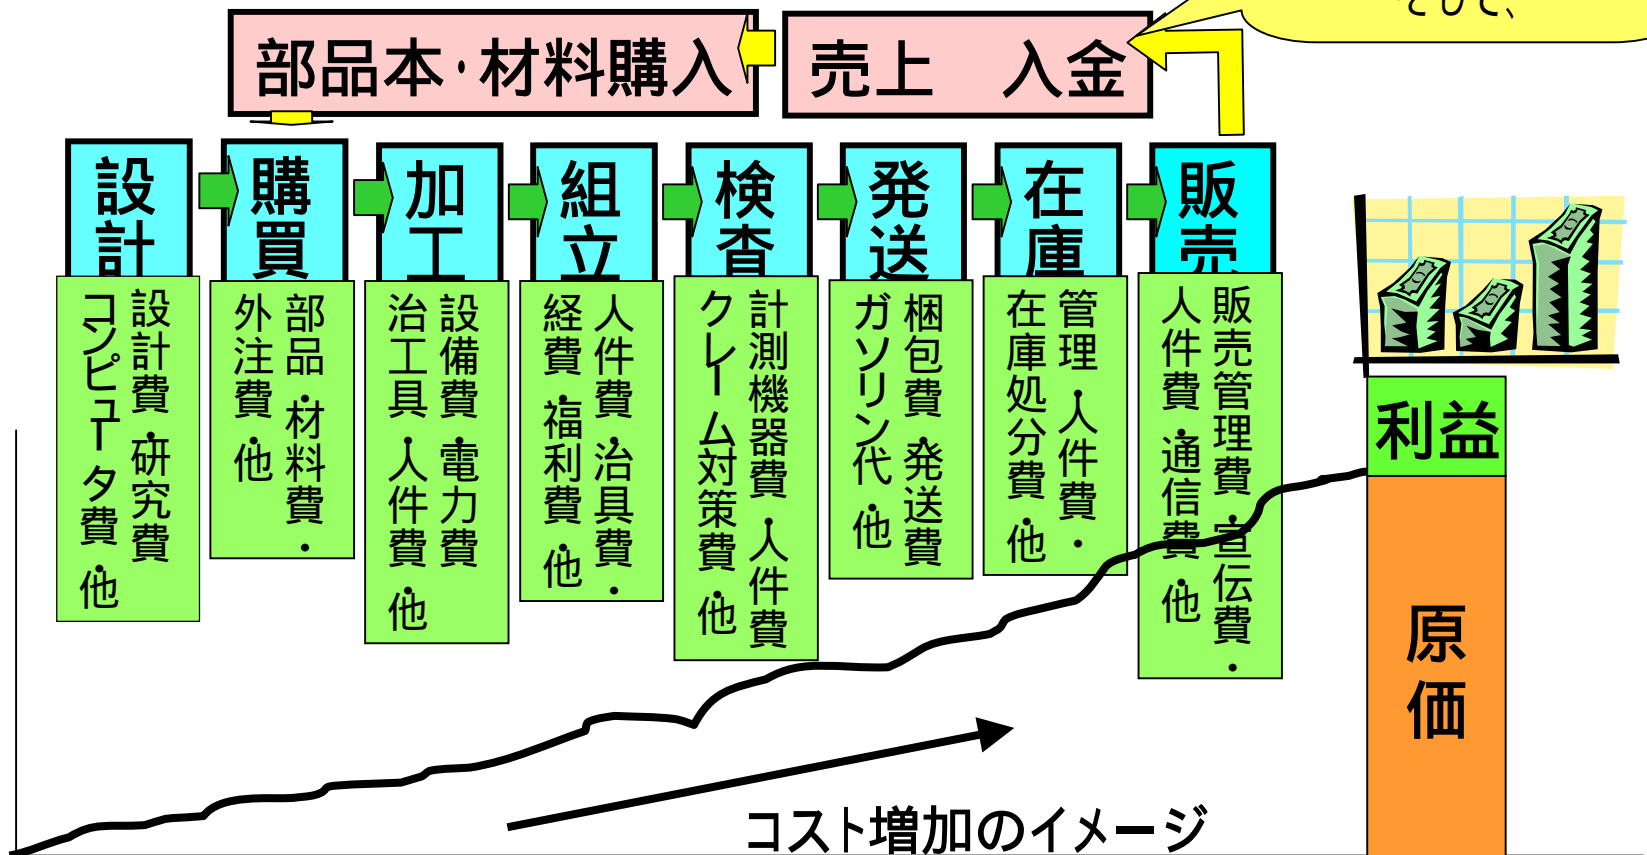 そして、
部品本・材料購入
売上　入金
設計
購買
加工
組立
検査
発送
在庫
販売
設計費・研究費
コンピュータ費・他
部品・材料費・
外注費・他
設備費・電力費
治工具・人件費・他
人件費・治具費・
経費・福利費・他
計測機器費・人件費
クレーム対策費・他
梱包費・発送費
ガソリン代・他
管理・人件費・
在庫処分費・他
販売管理費・宣伝費・
人件費・通信費・他
利益
原価
コスト増加のイメージ